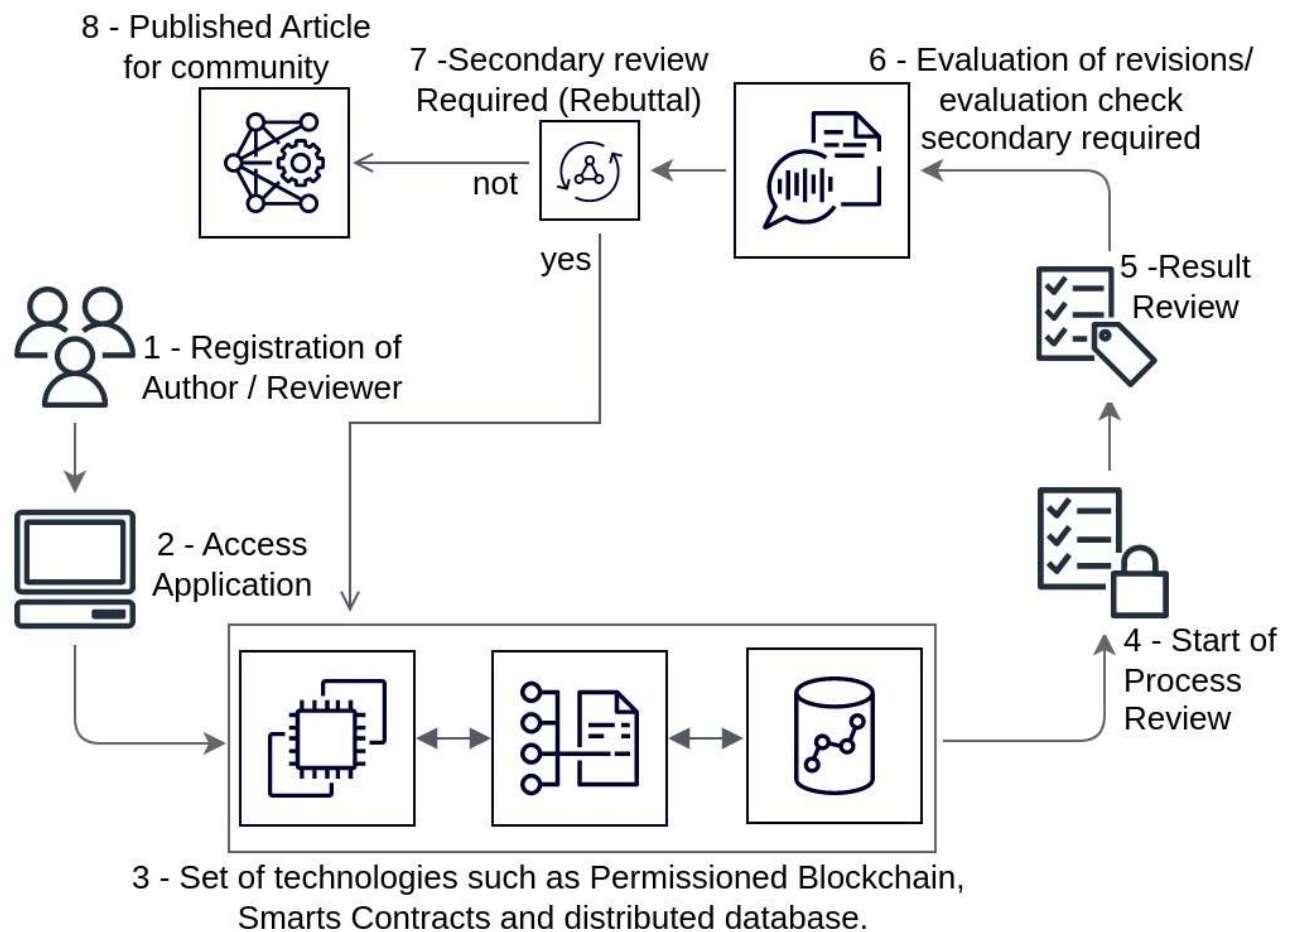 8 - Published Article
for community
7 -Secondary review
Required (Rebuttal)
6 - Evaluation of revisions/
evaluation check
secondary required
not
yes
5 -Result
Review
1 - Registration of
Author / Reviewer
2 - Access
Application
4 - Start of
Process
Review
3 - Set of technologies such as Permissioned Blockchain,
Smarts Contracts and distributed database.